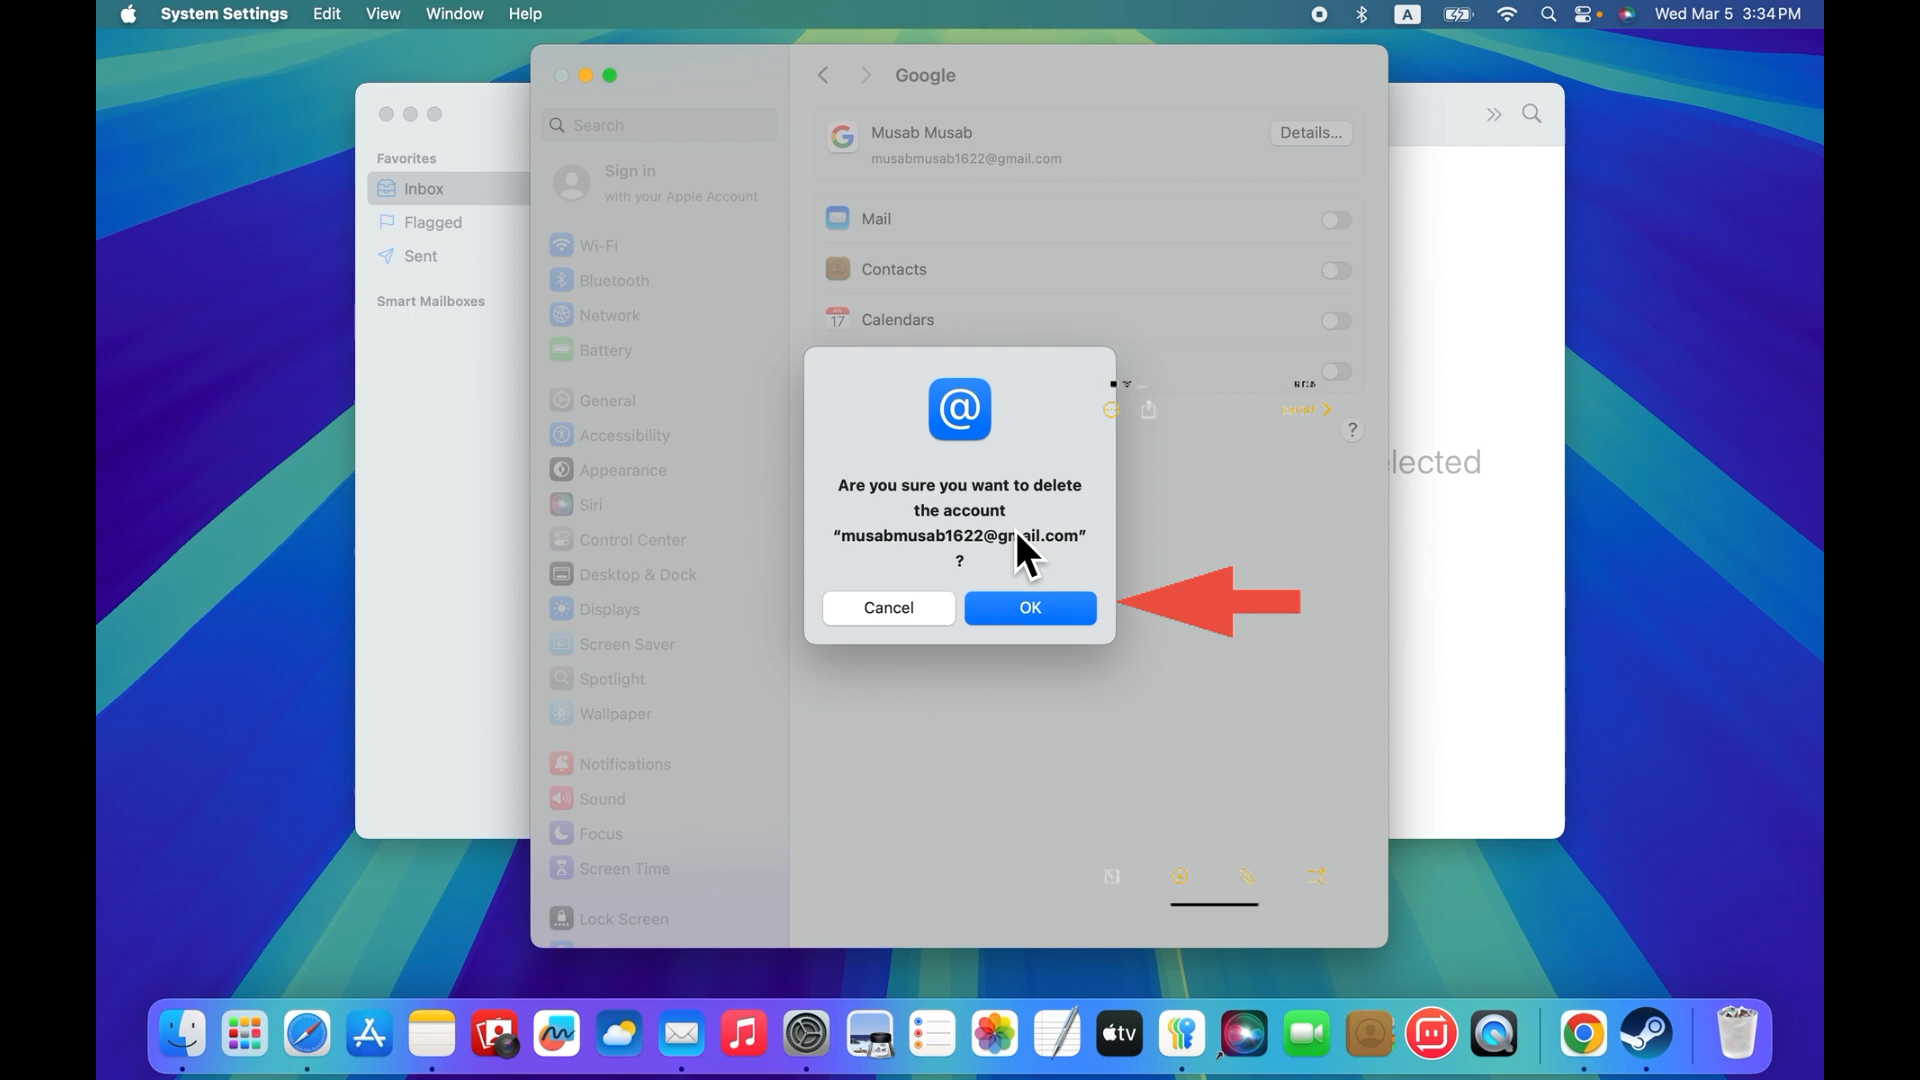 System Settings Edit View Window Help
A
Wed Mar 5 3:34 PM
Google
Search
Musab Musab
musabmusab1622@gmail.com
Details...
Sign in
with your Apple Account
Favorites
Inbox
Flagged
Sent
Smart Mailboxes
Wi-Fi
Bluetooth
Network
Battery
General
Accessibility
Appearance
Siri
Control Center
Desktop & Dock
Displays
Screen Saver
Spotlight
Wallpaper
Notifications
Sound
Focus
Screen Time
Lock Screen
Mail
Contacts
17
Calendars
?
lected
@
Are you sure you want to delete
the account
“musabmusab1622@gmail.com”
?
Cancel OK
tv